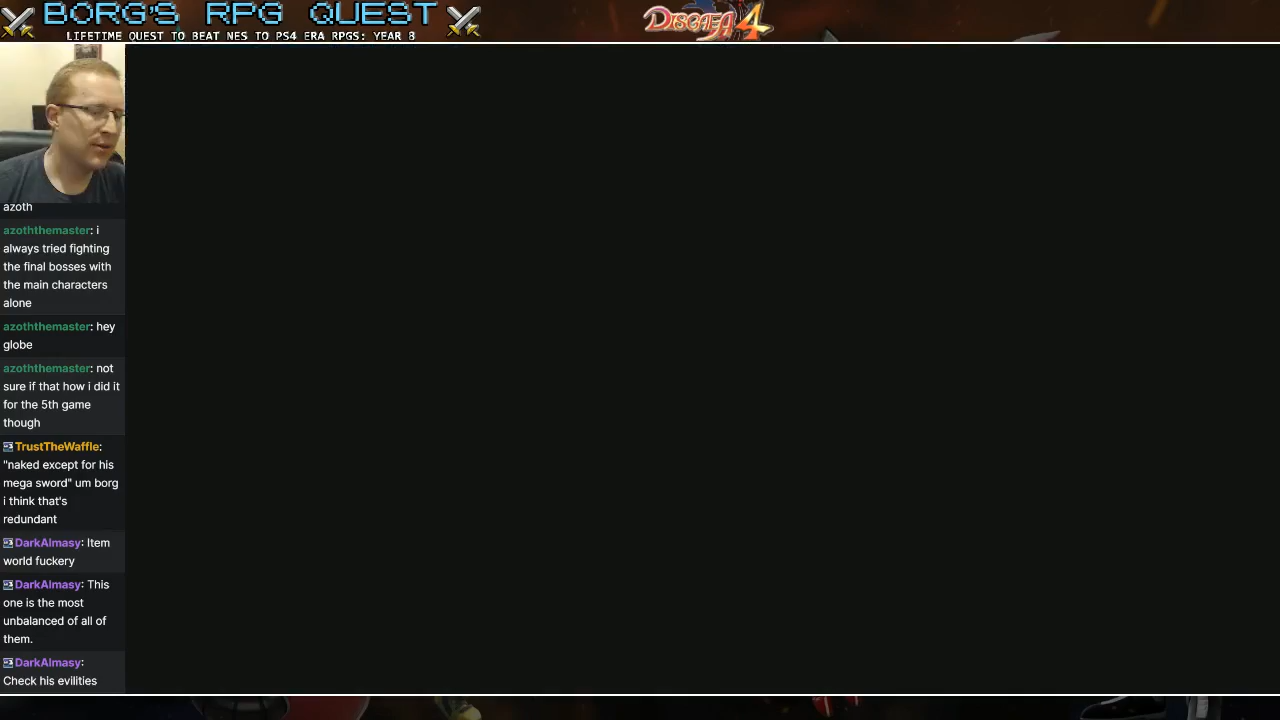 BORG'S RPG QUEST
LIFETIME QUEST TO BEAT NES TO PS4 ERA RPGS: YEAR 3
DISGAEA 4
azoth
azoththemaster: i
always tried fighting
the final bosses with
the main characters
alone
azoththemaster: hey
globe
azoththemaster: not
sure if that how i did it
for the 5th game
though
TrustTheWaffle:
"naked except for his
mega sword" um borg
i think that's
redundant
DarkAlmasy: Item
world fuckery
DarkAlmasy: This
one is the most
unbalanced of all of
them.
DarkAlmasy:
Check his evilities